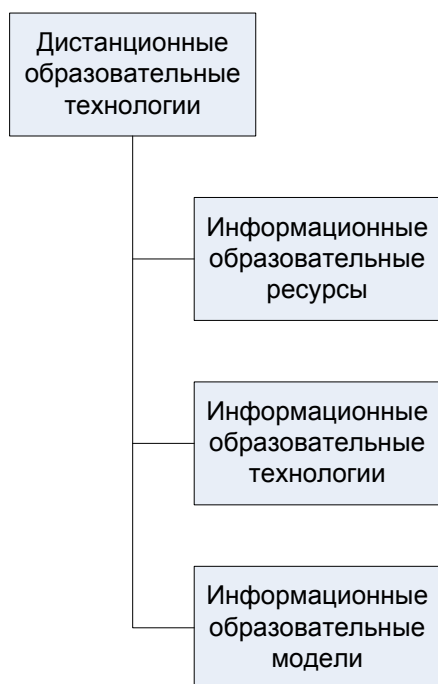 Дистанционные
образовательные
технологии
Информационные
образовательные
ресурсы
Информационные
образовательные
технологии
Информационные
образовательные
модели